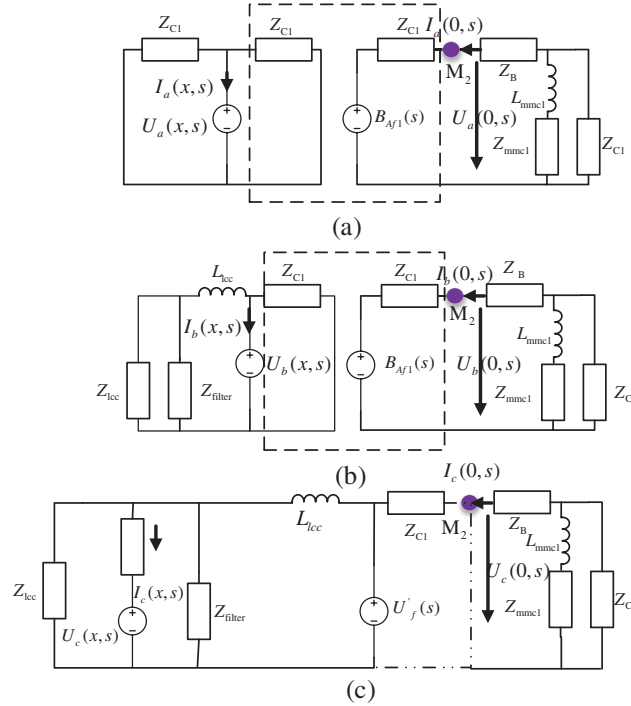 Z_C1 Z_C1 Z_C1 I_a(0,s)
M_2 Z_B
I_a(x,s) L_mmc1
U_a(x,s) B_Af1(s) U_a(0,s)
Z_mmc1 Z_C1
(a)
L_lcc Z_C1 Z_C1 I_b(0,s) Z_B
M_2
I_b(x,s) L_mmc1
U_b(x,s) B_Af1(s) U_b(0,s)
Z_lcc Z_filter Z_mmc1 Z_C
(b)
I_c(0,s)
L_lcc Z_C1 M_2 Z_B
L_mmc1
Z_lcc I_c(x,s) U_c(0,s)
U_c(x,s) Z_filter U'_f(s) Z_mmc1 Z_C
(c)